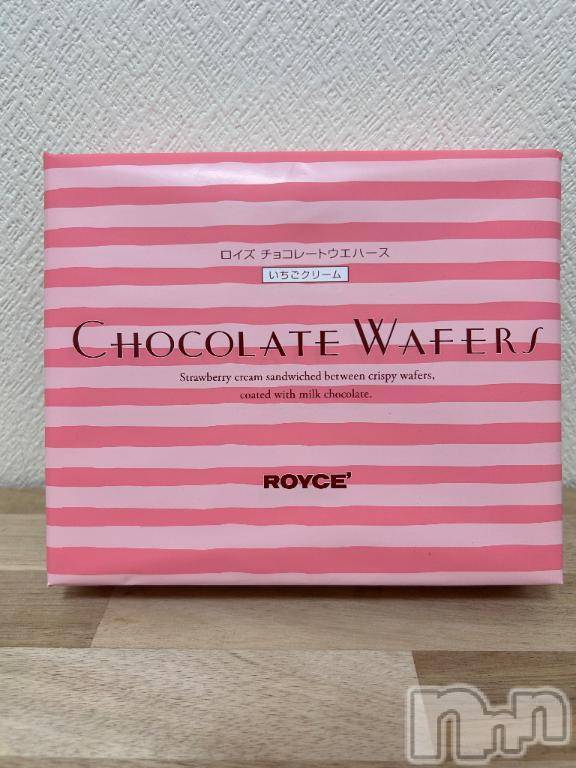 ロイズ チョコレートウエハース
いちごクリーム
CHOCOLATE WAFERS
Strawberry cream sandwiched between crispy wafers,
coated with milk chocolate.
ROYCE'
nnn